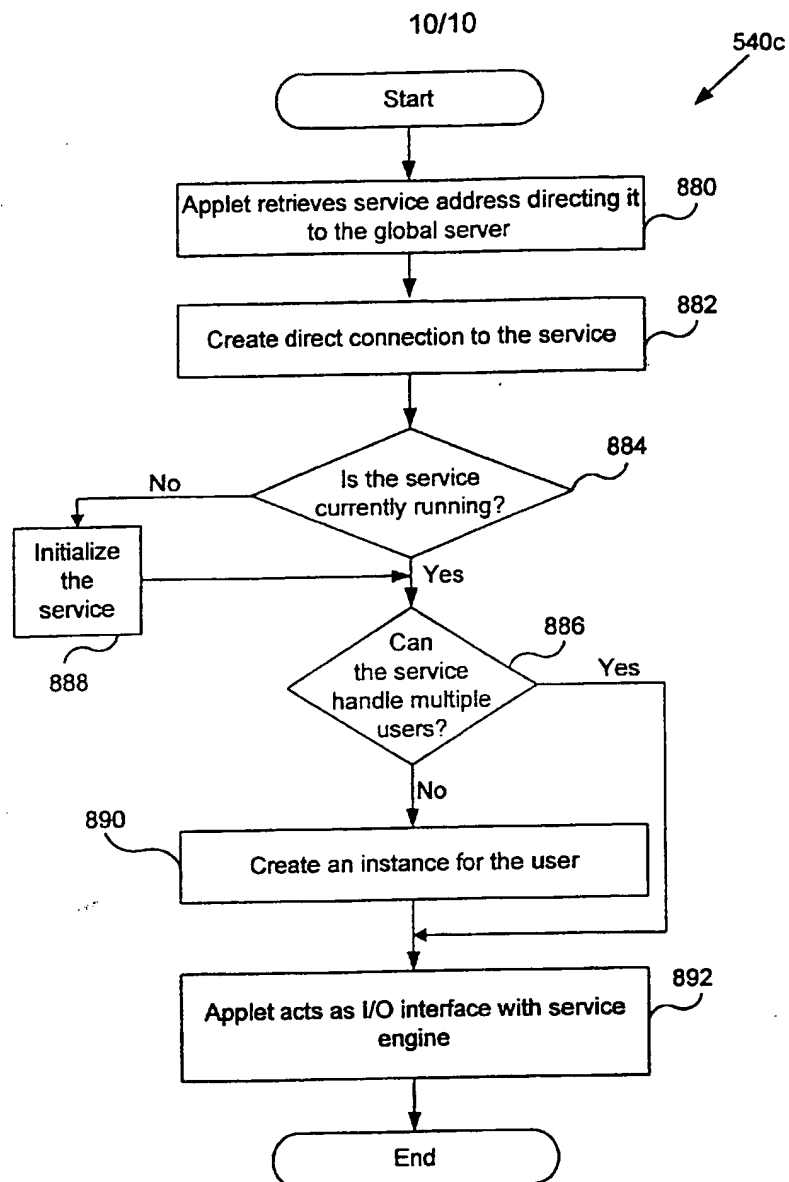 10/10
540c
Start
Applet retrieves service address directing it
to the global server
880
Create direct connection to the service
882
Is the service
currently running?
884
No
Initialize
the
service
888
Yes
Can
the service
handle multiple
users?
886
Yes
No
890
Create an instance for the user
Applet acts as I/O interface with service
engine
892
End